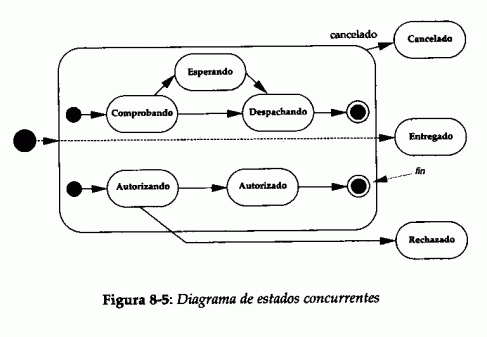 cancelado
Cancelado
Esperando
Comprobando
Despachando
Entregado
fin
Autorizando
Autorizado
Rechazado
Figura 8-5: Diagrama de estados concurrentes